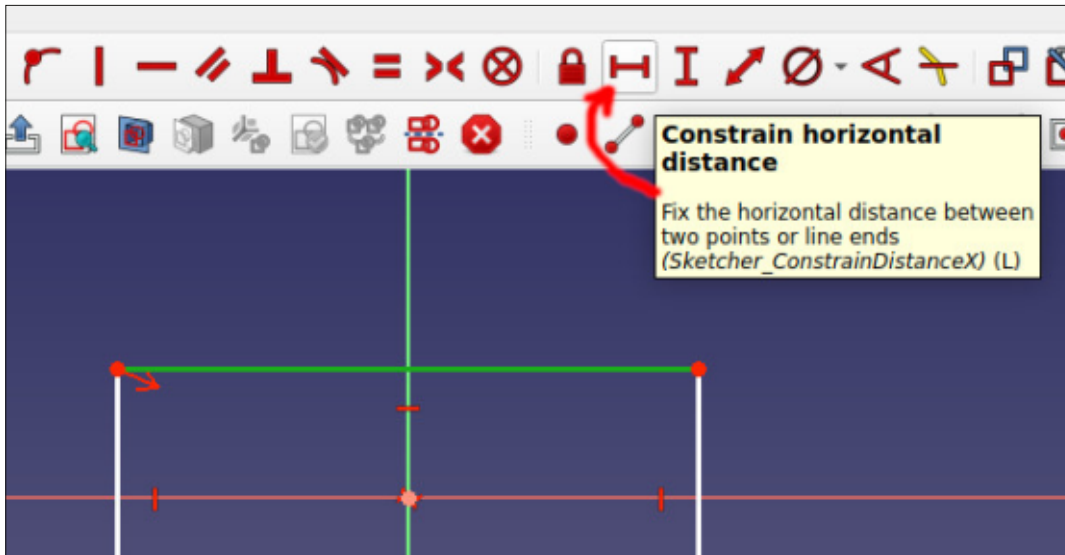 Constrain horizontal
distance
Fix the horizontal distance between
two points or line ends
(Sketcher_ConstrainDistanceX) (L)